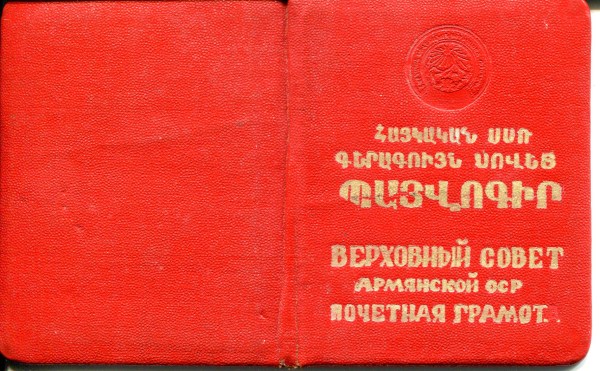 ՀԱՅԿԱԿԱՆ ՍՍՌ
ԳԵՐԱԳՈՒՅՆ ՍՈՎԵՏ
ՊԱՏՎՈԳԻՐ
ВЕРХОВНЫЙ СОВЕТ
АРМЯНСКОЙ ССР
ПОЧЕТНАЯ ГРАМОТА